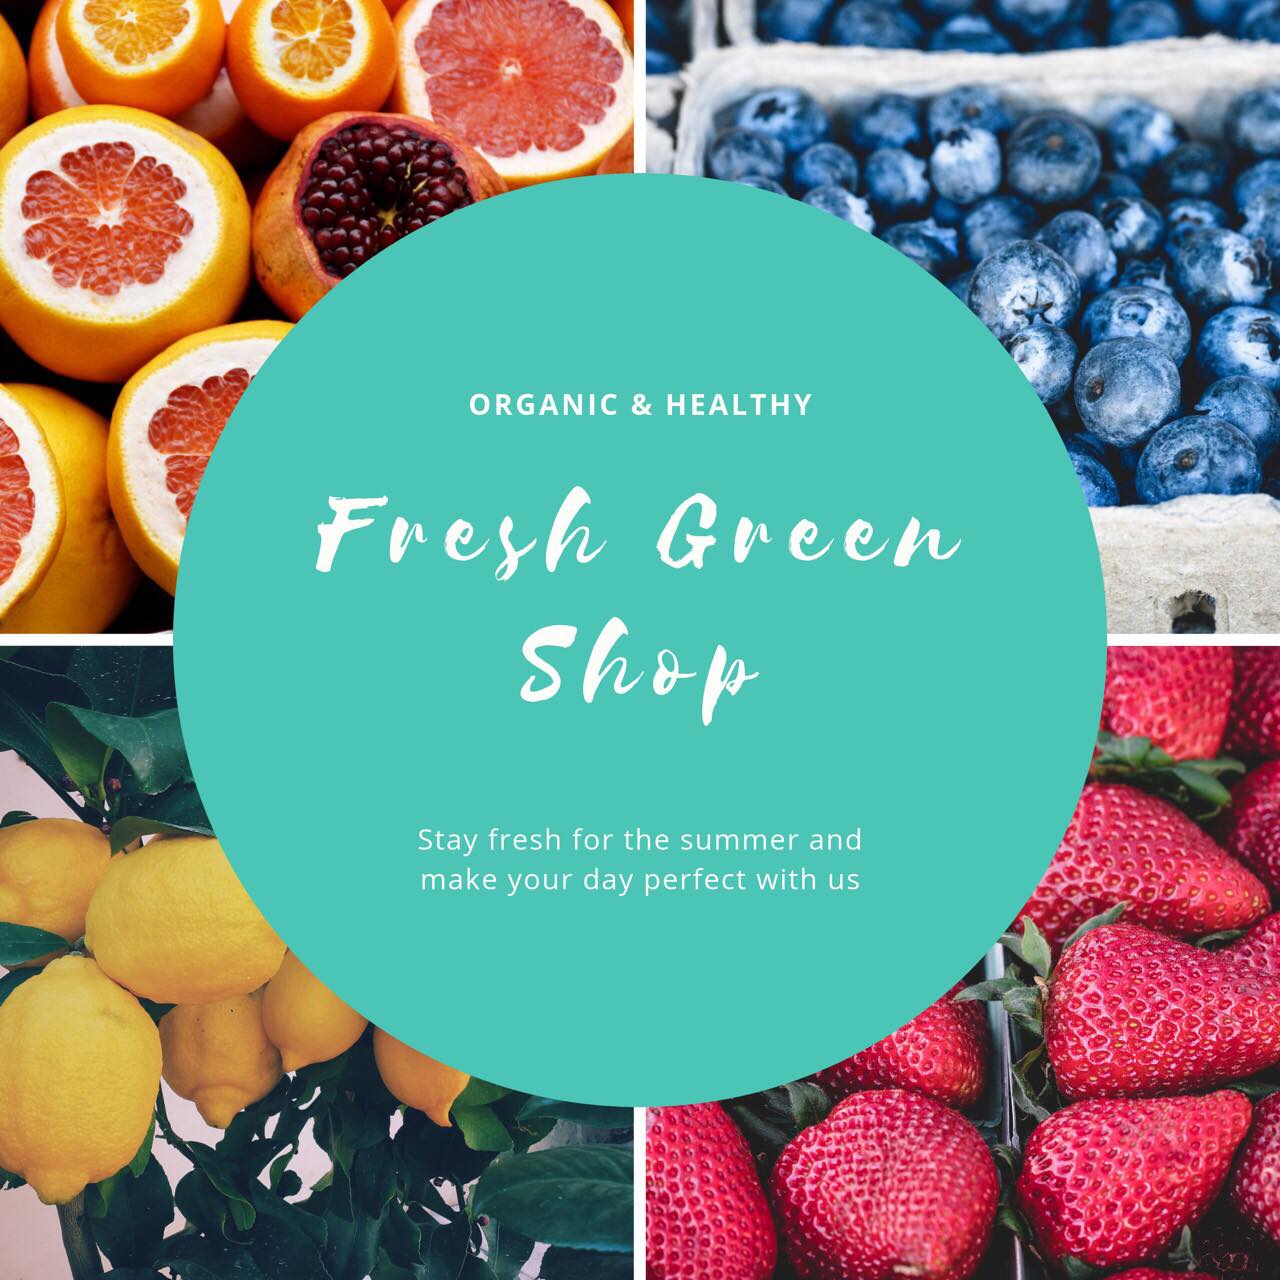 ORGANIC & HEALTHY
Fresh Green
Shop
Stay fresh for the summer and
make your day perfect with us